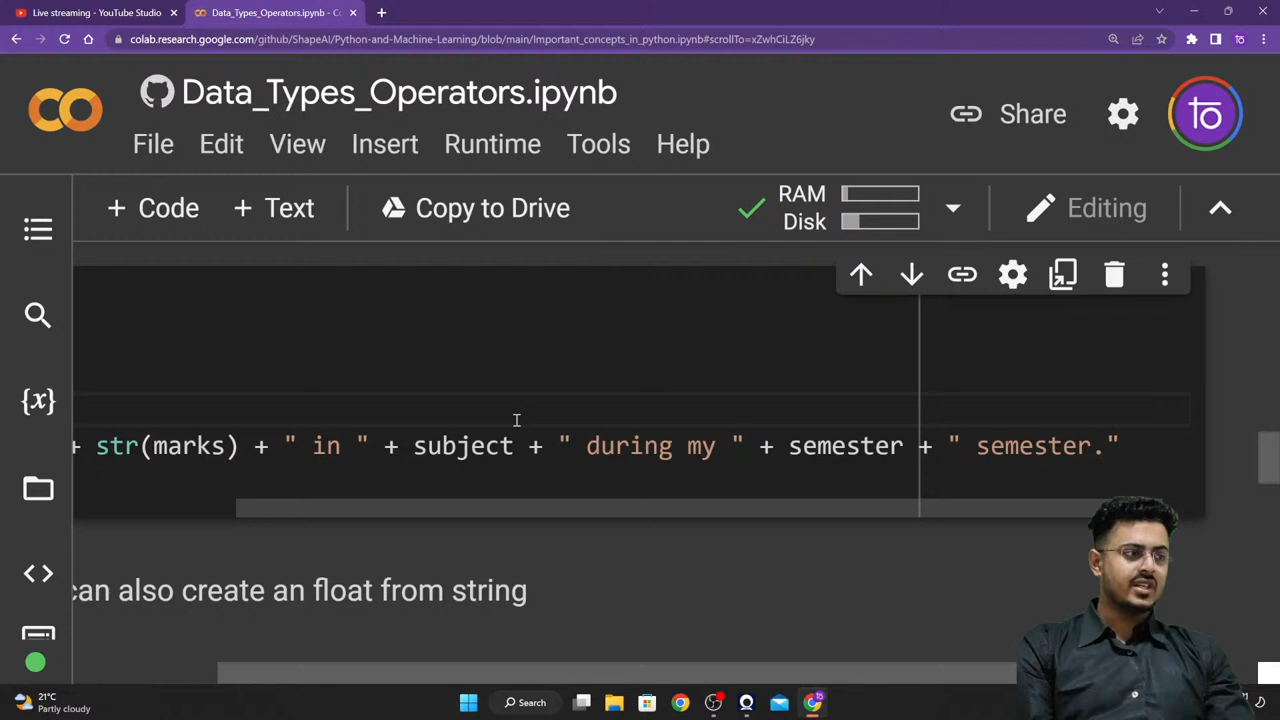 Live streaming - YouTube Studio
Data_Types_Operators.ipynb - Co
colab.research.google.com/github/ShapeAI/Python-and-Machine-Learning/blob/main/Important_concepts_in_python.ipynb#scrollTo=xZwhCiLZ6jky
Data_Types_Operators.ipynb
Share
File Edit View Insert Runtime Tools Help
+ Code + Text Copy to Drive RAM Disk Editing
{x}
+ str(marks) + " in " + subject + " during my " + semester + " semester."
can also create an float from string
21°C
Partly cloudy
Search